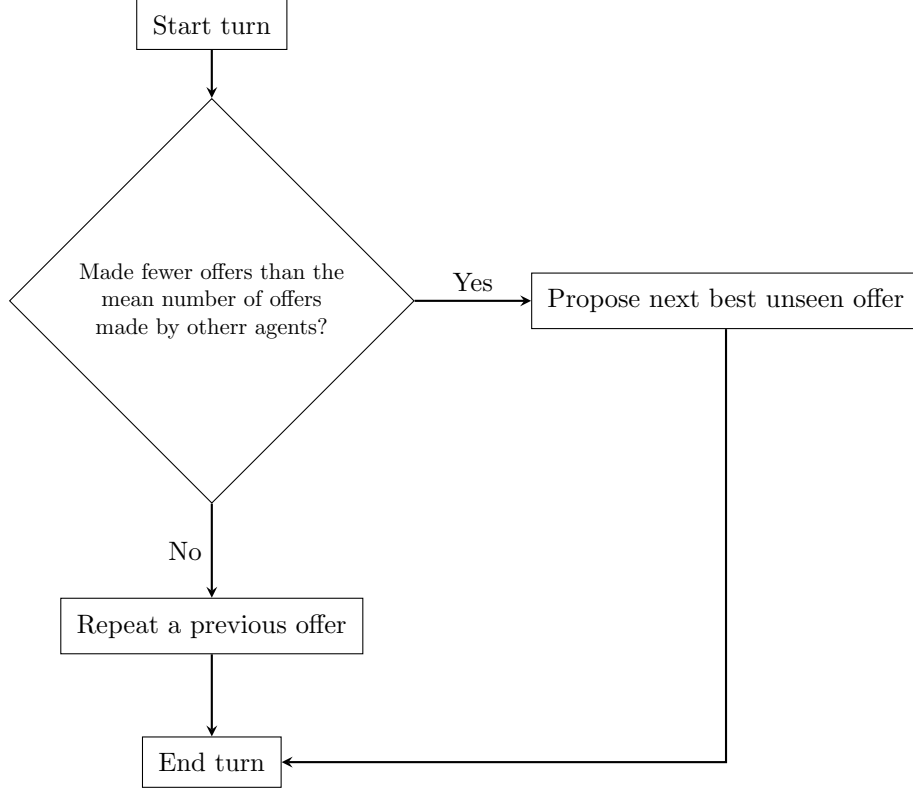 Start turn
Made fewer offers than the
mean number of offers
made by otherr agents?
Yes
Propose next best unseen offer
No
Repeat a previous offer
End turn